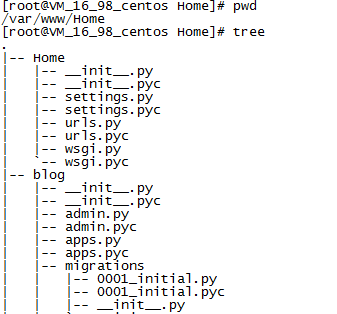 [root@VM_16_98_centos Home]# pwd
/var/www/Home
[root@VM_16_98_centos Home]# tree
.
|-- Home
|   |-- __init__.py
|   |-- __init__.pyc
|   |-- settings.py
|   |-- settings.pyc
|   |-- urls.py
|   |-- urls.pyc
|   |-- wsgi.py
|   `-- wsgi.pyc
|-- blog
|   |-- __init__.py
|   |-- __init__.pyc
|   |-- admin.py
|   |-- admin.pyc
|   |-- apps.py
|   |-- apps.pyc
|   |-- migrations
|   |   |-- 0001_initial.py
|   |   |-- 0001_initial.pyc
|   |   |-- __init__.py